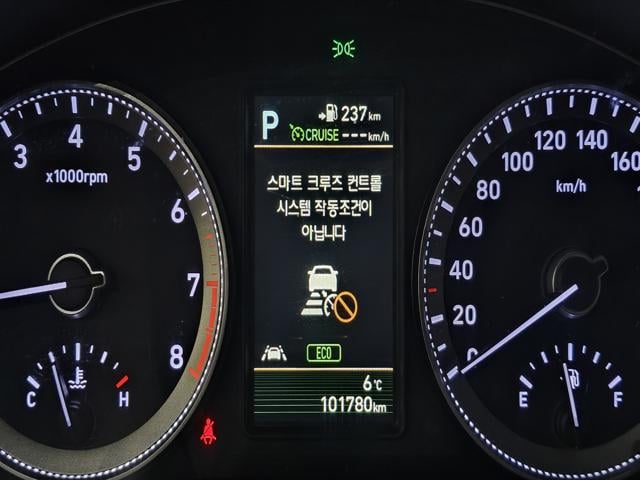 P
237 km
CRUISE --- km/h
스마트 크루즈 컨트롤
시스템 작동조건이
아닙니다
ECO
6°C
101780km
3
4
5
6
7
8
x1000rpm
C
H
0
20
40
60
80
100
120
140
160
km/h
E
F